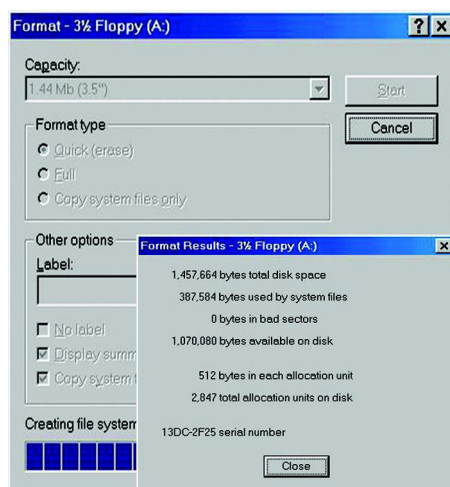 Format - 3½ Floppy (A:)
Capacity:
1.44 Mb (3.5")
Start
Format type
Cancel
Quick (erase)
Full
Copy system files only
Other options
Label:
No label
Display summ
Copy system f
Creating file system
Format Results - 3½ Floppy (A:)
1,457,664 bytes total disk space
387,584 bytes used by system files
0 bytes in bad sectors
1,070,080 bytes available on disk
512 bytes in each allocation unit
2,847 total allocation units on disk
13DC-2F25 serial number
Close